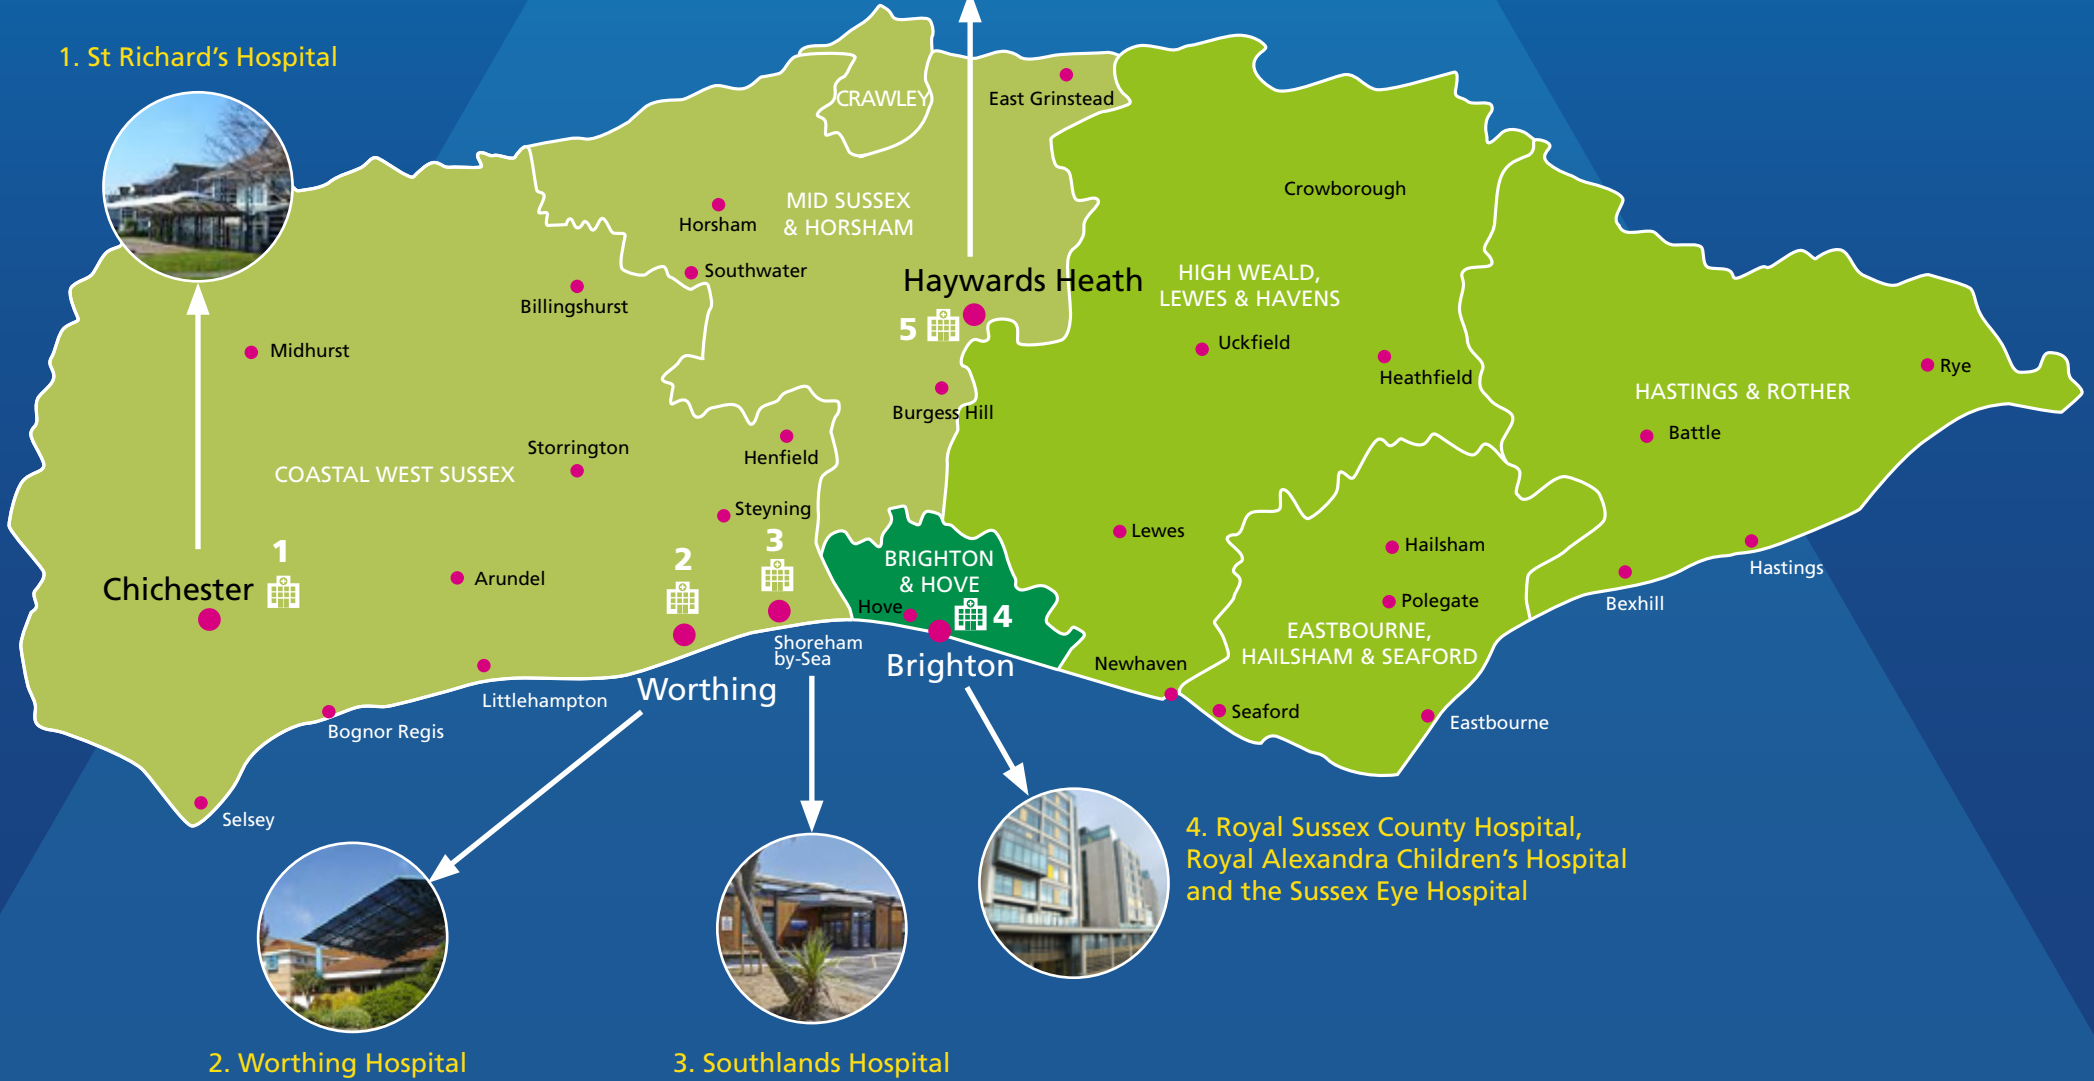 1. St Richard’s Hospital
CRAWLEY
East Grinstead
Crowborough
MID SUSSEX
& HORSHAM
Horsham
Southwater
Haywards Heath
HIGH WEALD,
LEWES & HAVENS
Billingshurst
5
Midhurst
Uckfield
Heathfield
Rye
HASTINGS & ROTHER
Burgess Hill
Battle
Storrington
Henfield
COASTAL WEST SUSSEX
Steyning
Lewes
1
2
3
BRIGHTON
& HOVE
Hailsham
Hastings
Chichester
Arundel
Hove
4
Polegate
Bexhill
EASTBOURNE,
HAILSHAM & SEAFORD
Shoreham
by-Sea
Brighton
Newhaven
Worthing
Littlehampton
Seaford
Eastbourne
Bognor Regis
Selsey
4. Royal Sussex County Hospital,
Royal Alexandra Children’s Hospital
and the Sussex Eye Hospital
2. Worthing Hospital
3. Southlands Hospital